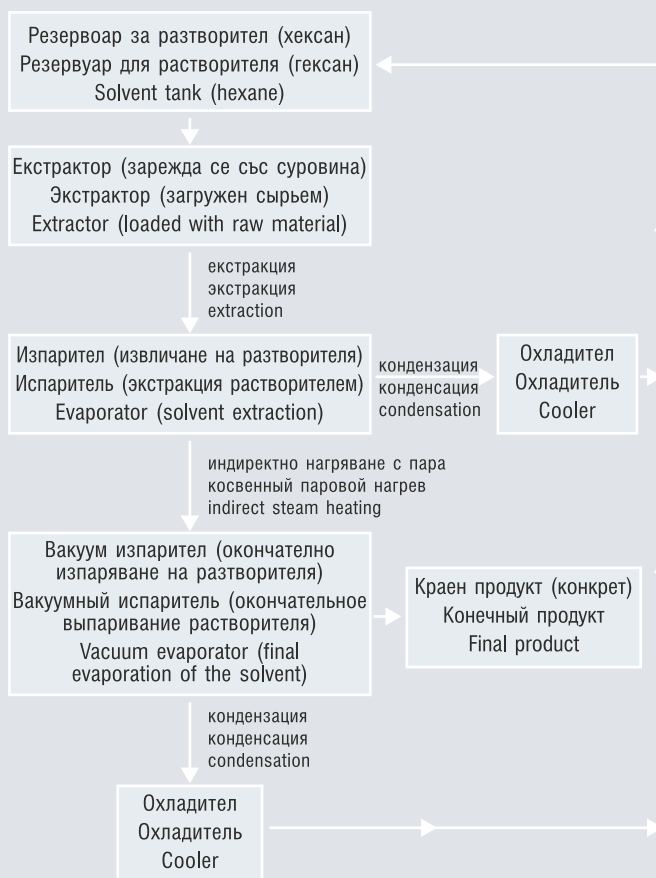 Резервоар за разтворител (хексан)
Резервуар для растворителя (гексан)
Solvent tank (hexane)
Екстрактор (зарежда се със суровина)
Экстрактор (загружен сырьем)
Extractor (loaded with raw material)
екстракция
экстракция
extraction
Изпарител (извличане на разтворителя)
Испаритель (экстракция растворителем)
Evaporator (solvent extraction)
кондензация
конденсация
condensation
Охладител
Охладитель
Cooler
индиректно нагряване с пара
косвенный паровой нагрев
indirect steam heating
Вакуум изпарител (окончателно
изпаряване на разтворителя)
Вакуумный испаритель (окончательное
выпаривание растворителя)
Vacuum evaporator (final
evaporation of the solvent)
Краен продукт (конкрет)
Конечный продукт
Final product
кондензация
конденсация
condensation
Охладител
Охладитель
Cooler